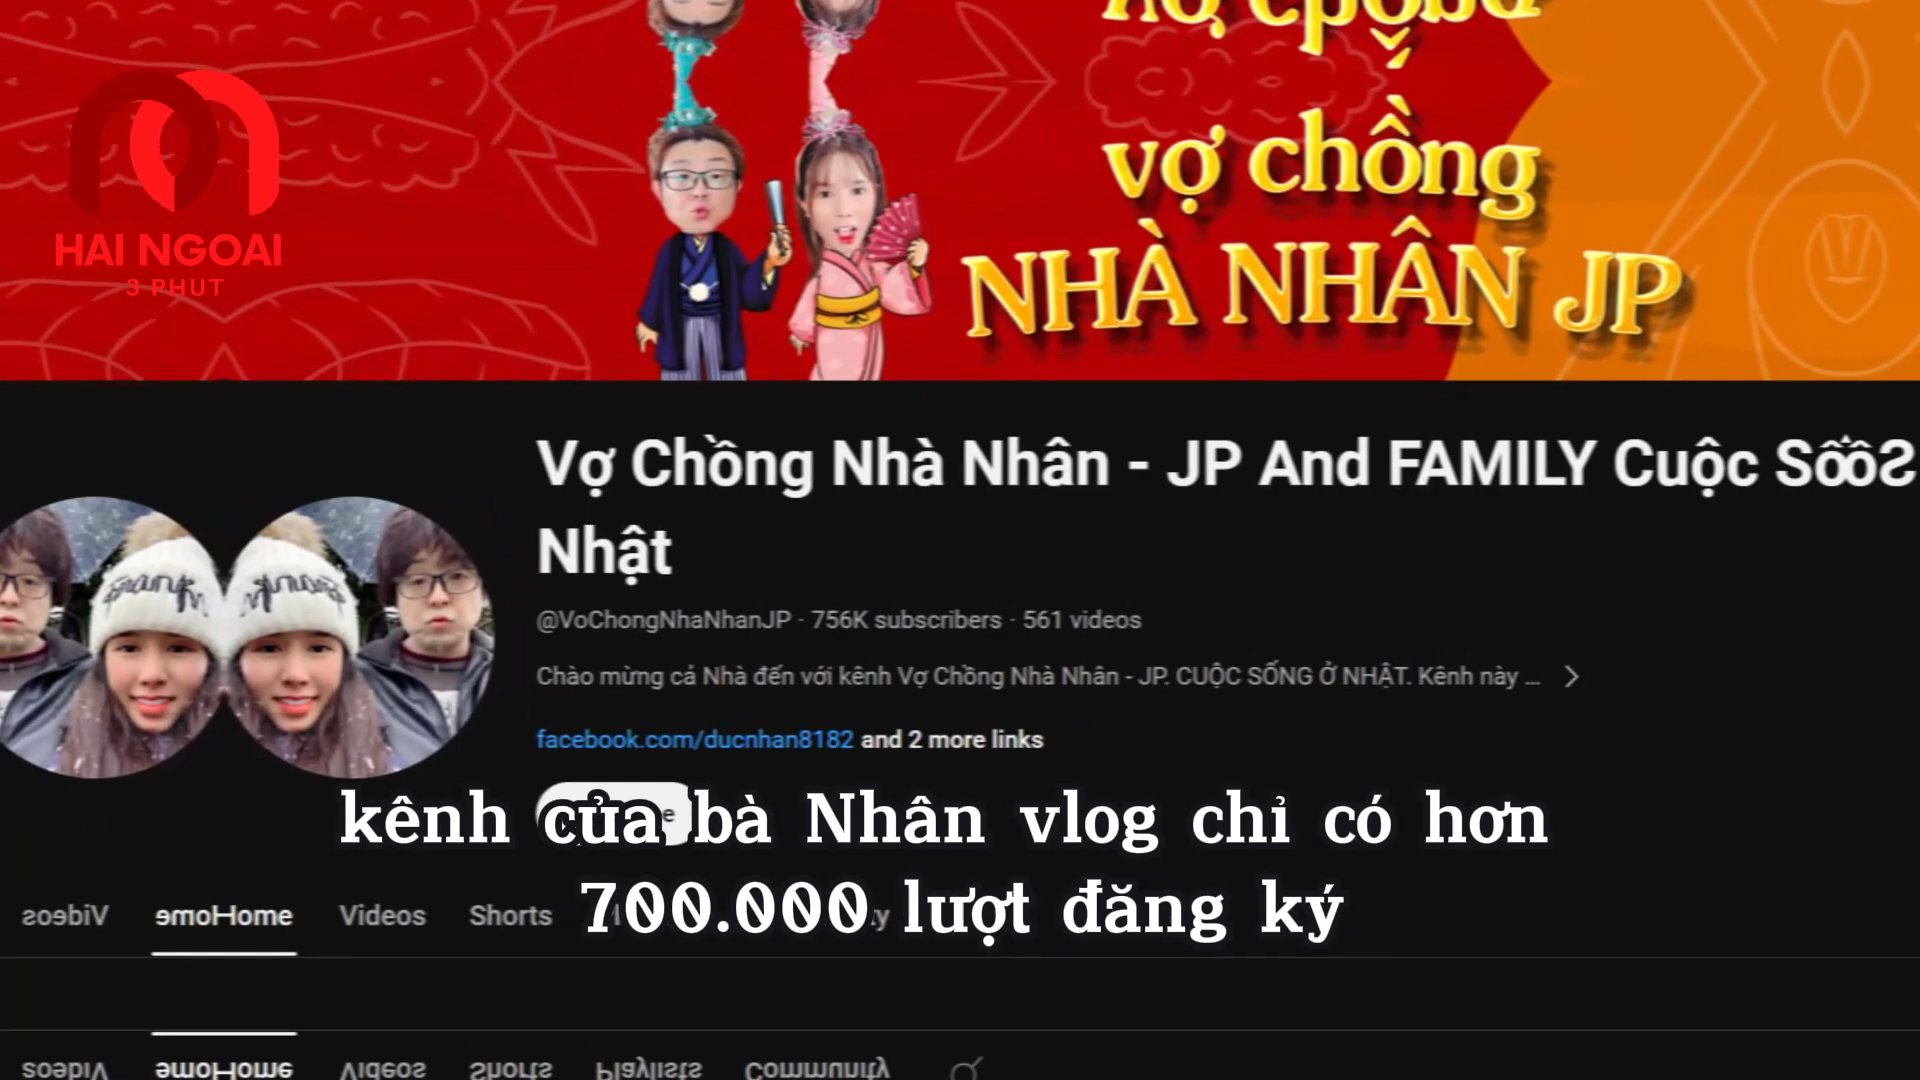 HAI NGOAI
3 PHUT
vợ chồng
NHÀ NHÂN JP
Vợ Chồng Nhà Nhân - JP And FAMILY Cuộc Số
Nhật
@VoChongNhaNhanJP · 756K subscribers · 561 videos
Chào mừng cả Nhà đến với kênh Vợ Chồng Nhà Nhân - JP. CUỘC SỐNG Ở NHẬT. Kênh này ...
facebook.com/ducnhan8182 and 2 more links
kênh của bà Nhân vlog chỉ có hơn
700.000 lượt đăng ký
Videos Home Videos Shorts
Videos Home Videos Shorts Playlists Community